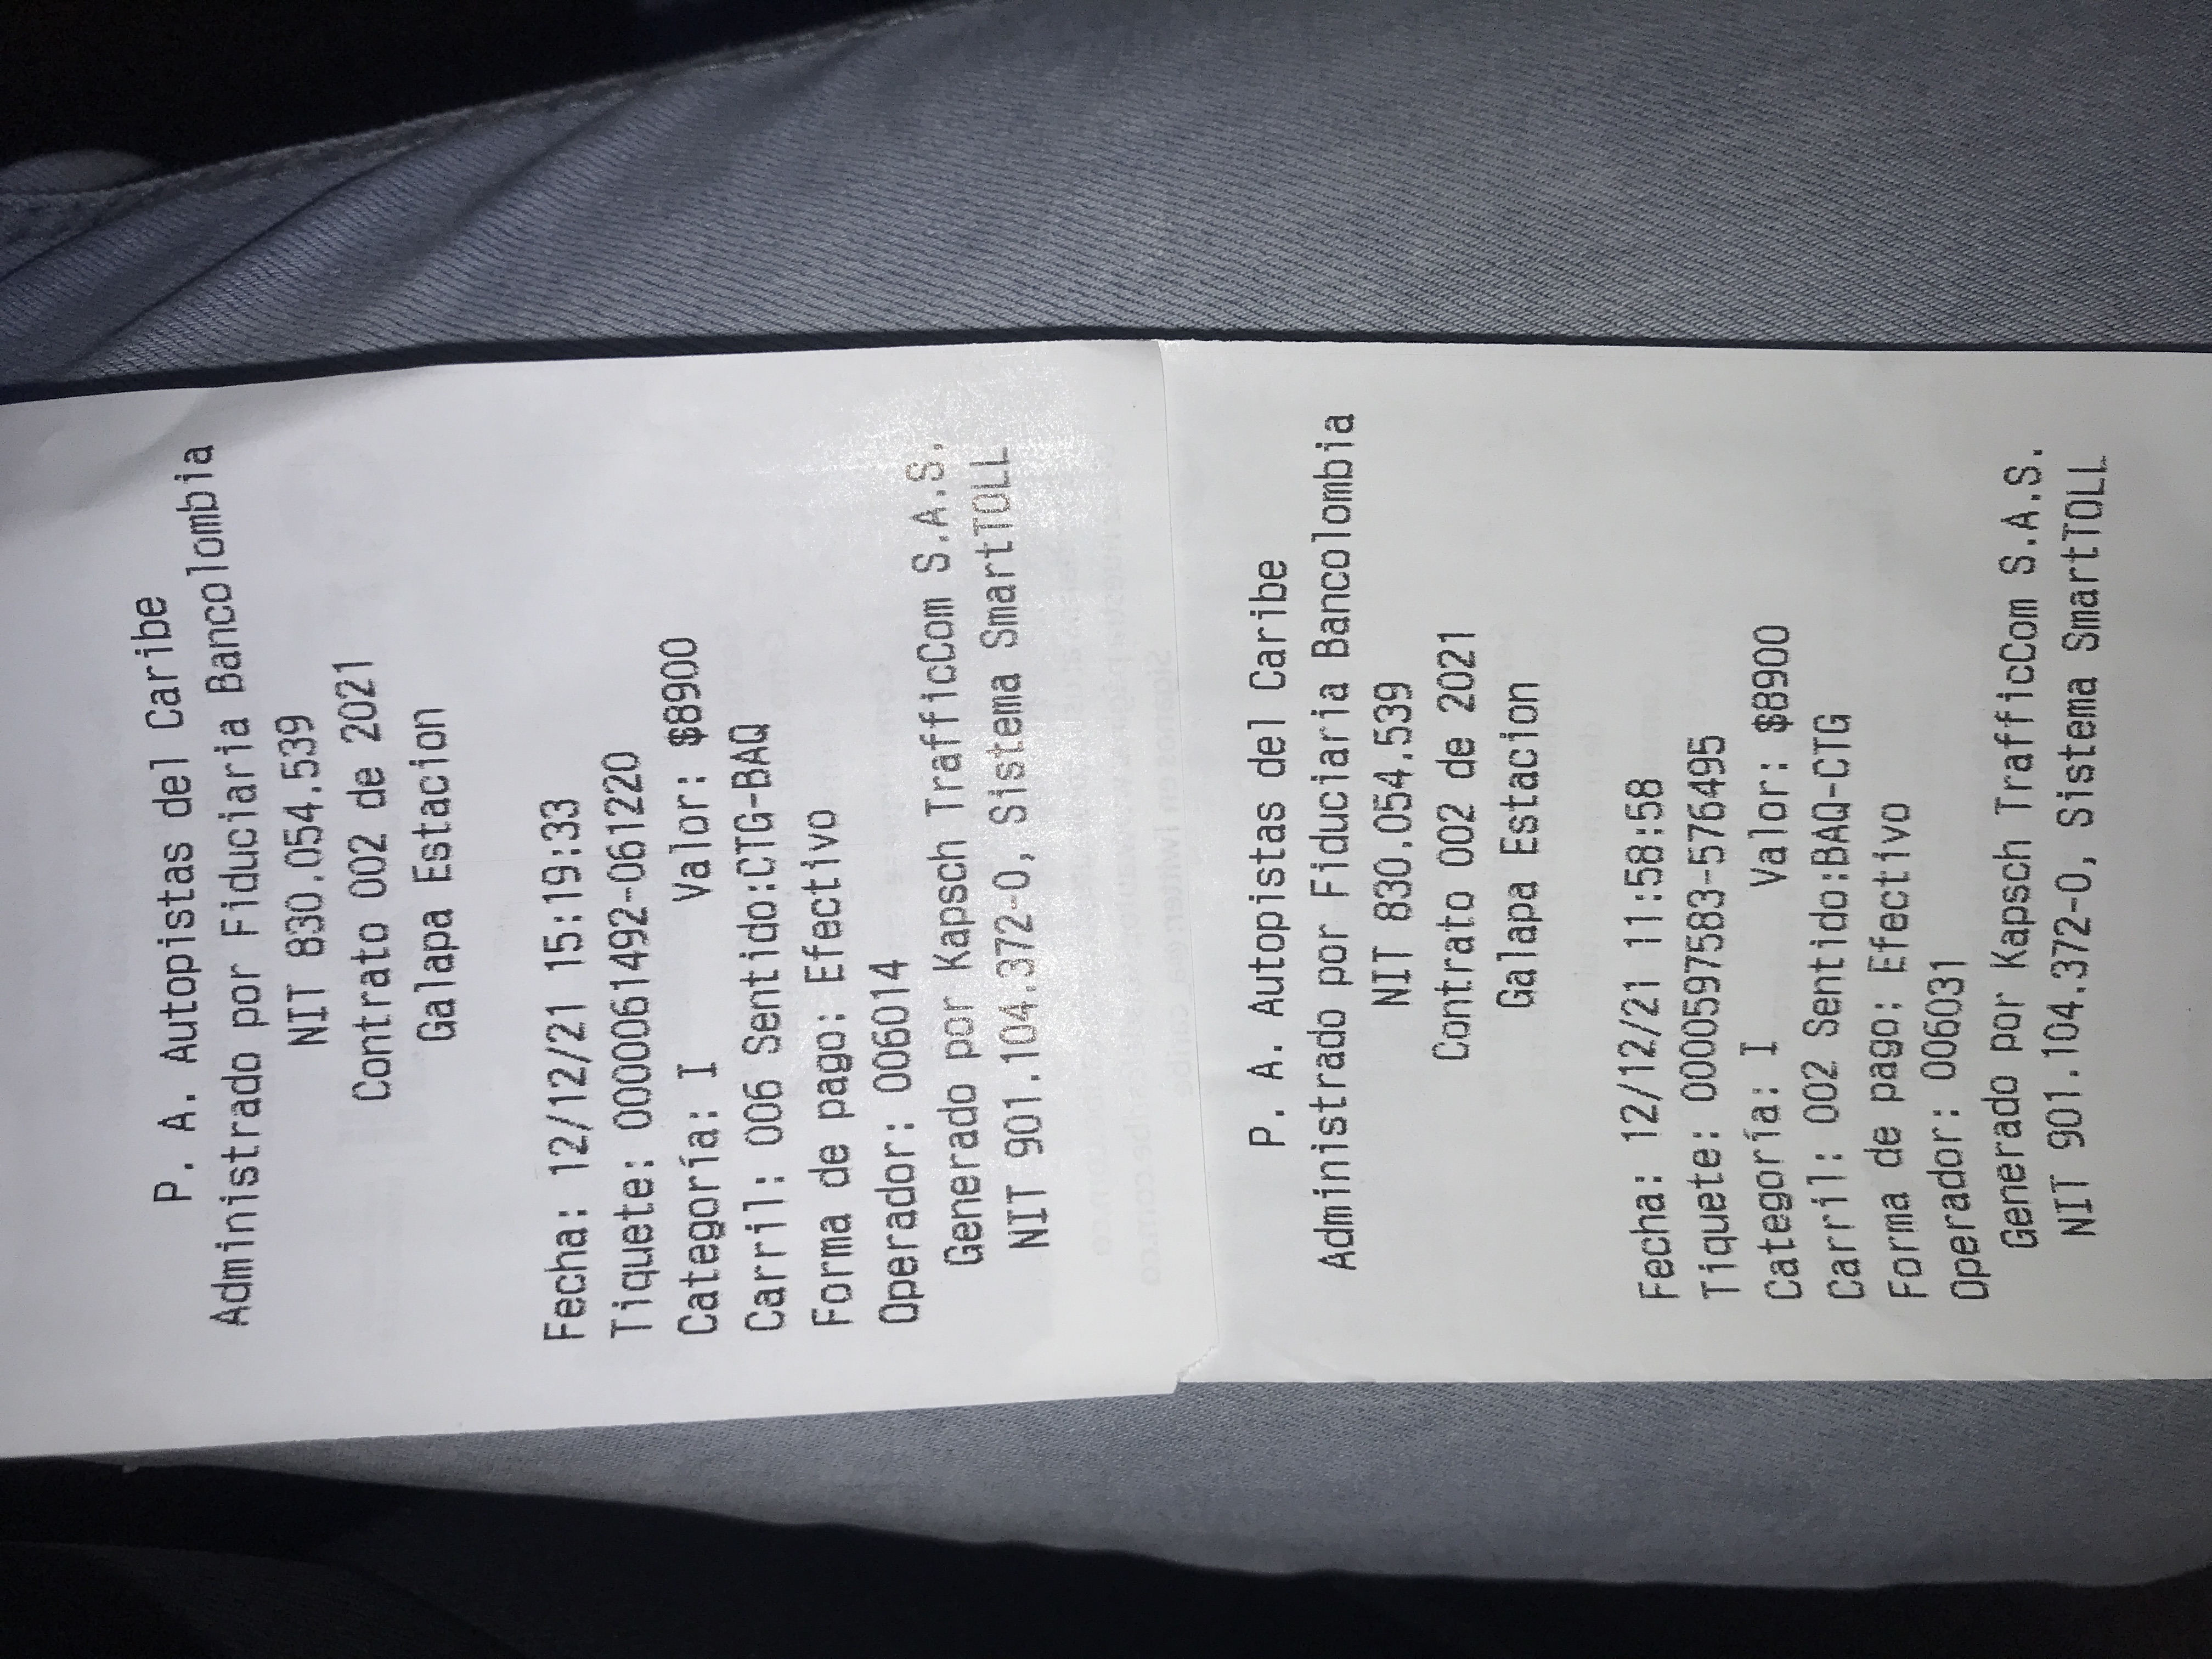 P. A. Autopistas del Caribe
Administrado por Fiduciaria Bancolombia
NIT 830.054.539
Contrato 002 de 2021
Galapa Estacion
Fecha: 12/12/21 15:19:33
Tiquete: 0000061492-061220
Categoría: I Valor: $8900
Carril: 006 Sentido:CTG-BAQ
Forma de pago: Efectivo
Operador: 006014
Generado por Kapsch TrafficCom S.A.S.
NIT 901.104.372-0, Sistema SmartTOLL
P. A. Autopistas del Caribe
Administrado por Fiduciaria Bancolombia
NIT 830.054.539
Contrato 002 de 2021
Galapa Estacion
Fecha: 12/12/21 11:58:58
Tiquete: 0000597583-576495
Categoría: I Valor: $8900
Carril: 002 Sentido:BAQ-CTG
Forma de pago: Efectivo
Operador: 006031
Generado por Kapsch TrafficCom S.A.S.
NIT 901.104.372-0, Sistema SmartTOLL